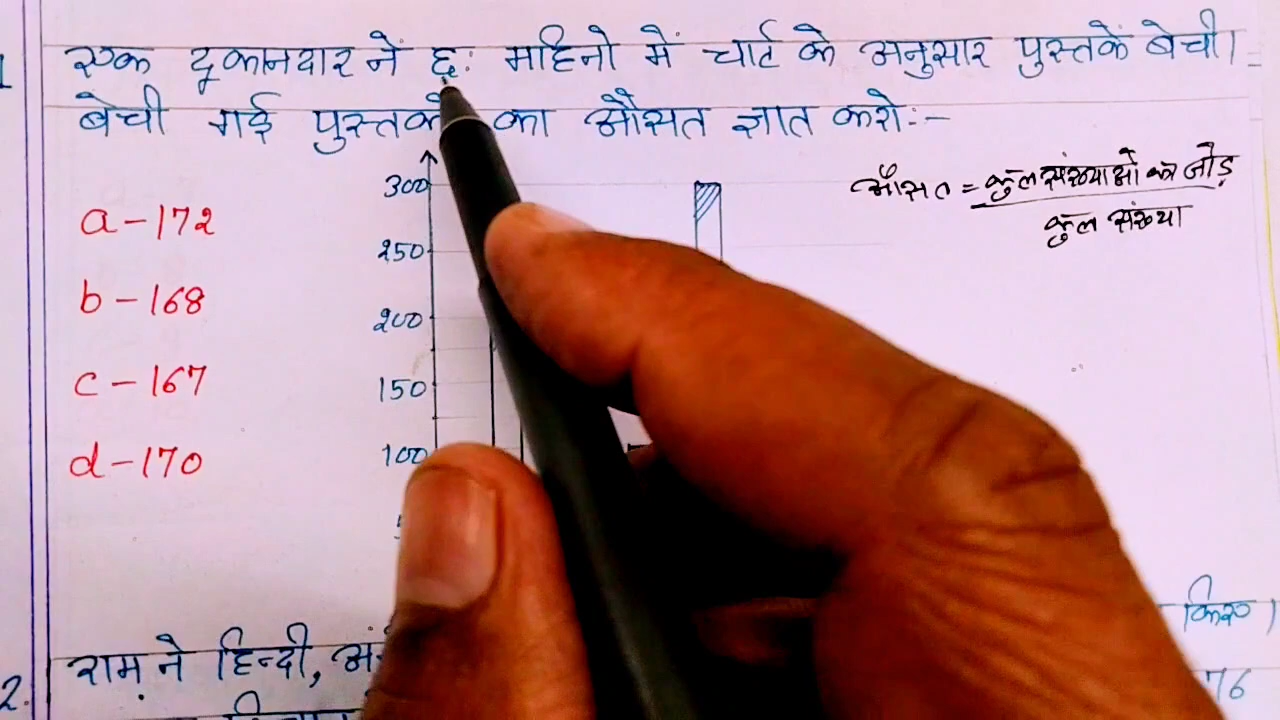 एक दूकानदार ने छः महिनो में चार्ट के अनुसार पुस्तकें बेची।
बेची गई पुस्तकों का औसत ज्ञात करो:-
औसत = कुल संख्याओं का जोड़
कुल संख्या
a-172
b-168
c-167
d-170
300
250
200
150
100
किए।
2. राम ने हिन्दी,
76